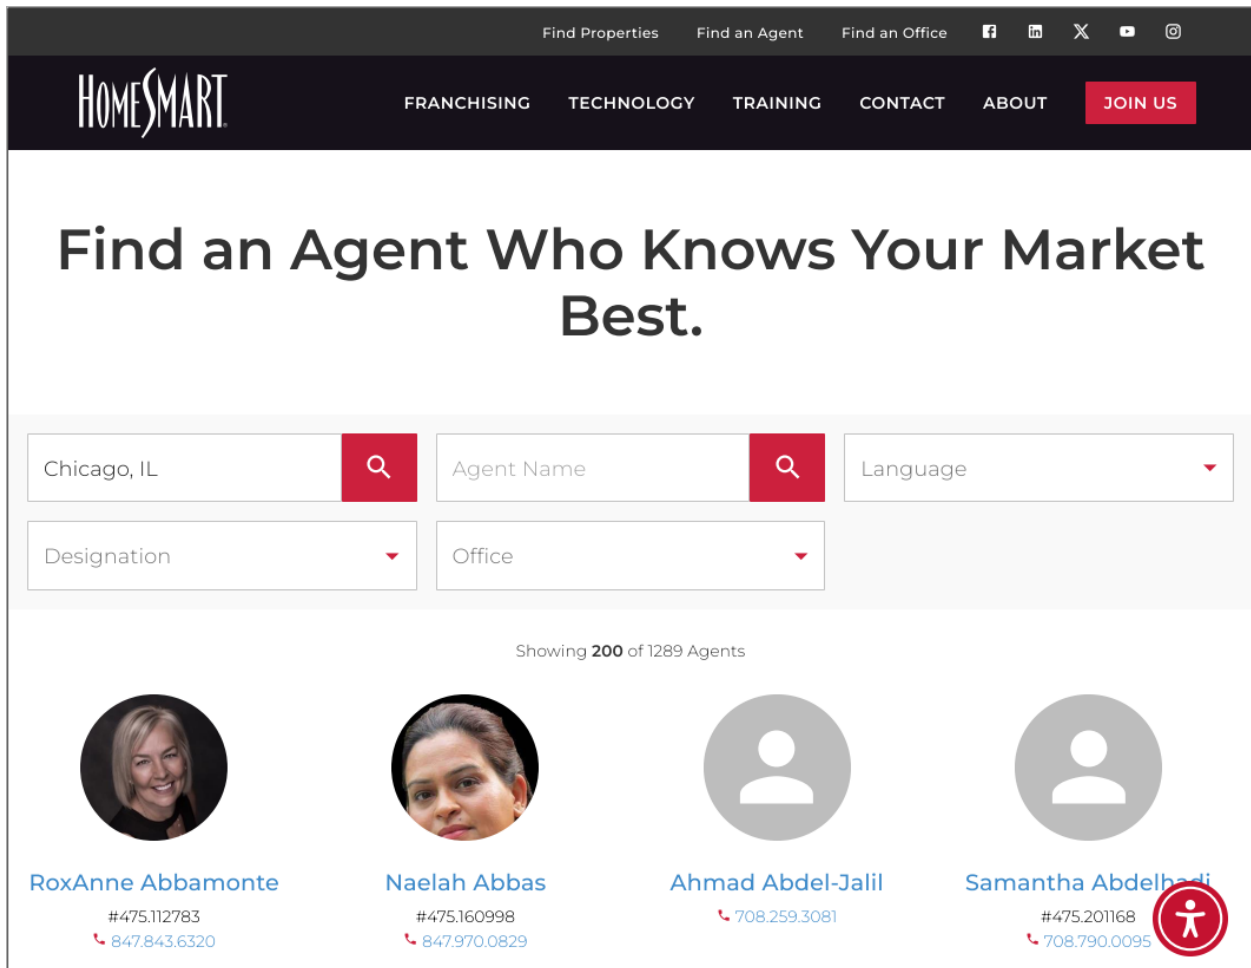 Find Properties Find an Agent Find an Office
HOMESMART
FRANCHISING TECHNOLOGY TRAINING CONTACT ABOUT JOIN US
Find an Agent Who Knows Your Market
Best.
Chicago, IL Agent Name Language
Designation Office
Showing 200 of 1289 Agents
RoxAnne Abbamonte Naelah Abbas Ahmad Abdel-Jalil Samantha Abdelhadi
#475.112783 #475.160998 708.259.3081 #475.201168
847.843.6320 847.970.0829 708.790.0095